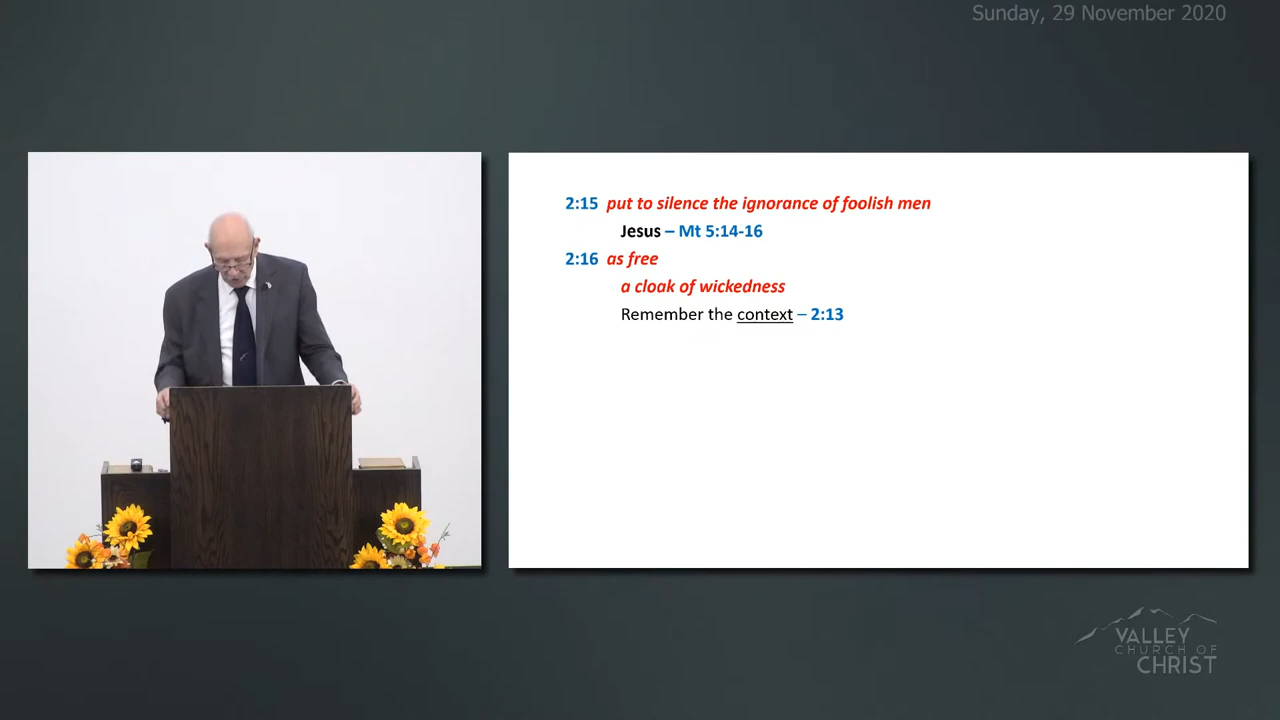 Sunday, 29 November 2020
2:15 put to silence the ignorance of foolish men
Jesus – Mt 5:14-16
2:16 as free
a cloak of wickedness
Remember the context – 2:13
VALLEY
CHURCH OF
CHRIST